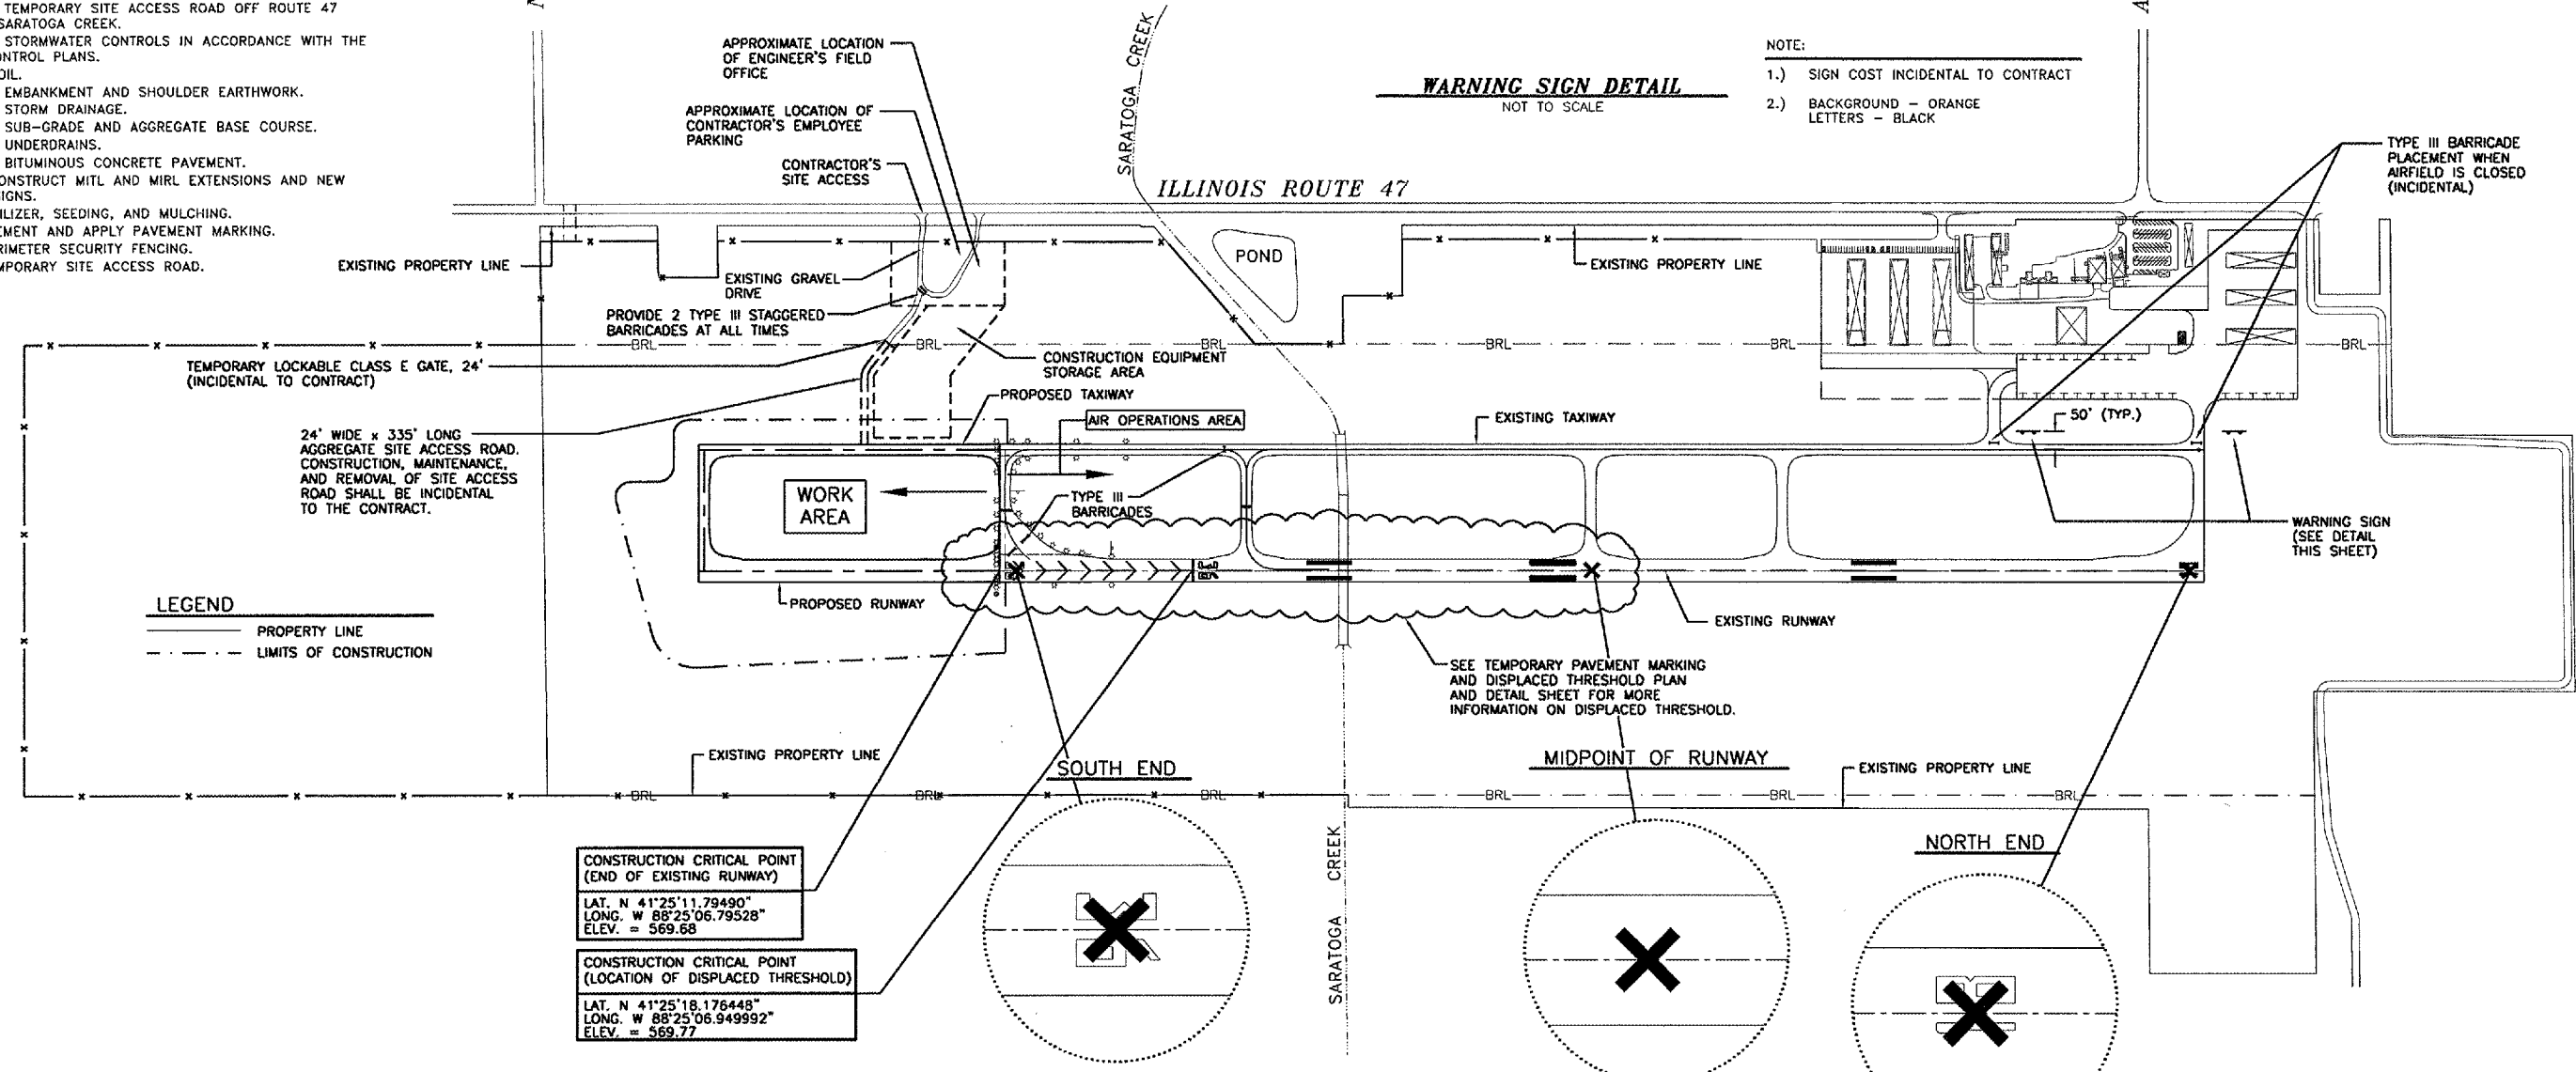 TEMPORARY SITE ACCESS ROAD OFF ROUTE 47
SARATOGA CREEK.
STORMWATER CONTROLS IN ACCORDANCE WITH THE
CONTROL PLANS.
EMBANKMENT AND SHOULDER EARTHWORK.
STORM DRAINAGE.
SUB-GRADE AND AGGREGATE BASE COURSE.
UNDERDRAINS.
BITUMINOUS CONCRETE PAVEMENT.
CONSTRUCT MITL AND MIRL EXTENSIONS AND NEW
SEEDING, AND MULCHING.
AND APPLY PAVEMENT MARKING.
SECURITY FENCING.
SITE ACCESS ROAD.
APPROXIMATE LOCATION
OF ENGINEER'S FIELD
OFFICE
APPROXIMATE LOCATION OF
CONTRACTOR'S EMPLOYEE
PARKING
CONTRACTOR'S
SITE ACCESS
SARATOGA CREEK
WARNING SIGN DETAIL
NOT TO SCALE
NOTE:
1.) SIGN COST INCIDENTAL TO CONTRACT
2.) BACKGROUND - ORANGE
LETTERS - BLACK
TYPE III BARRICADE
PLACEMENT WHEN
AIRFIELD IS CLOSED
(INCIDENTAL)
ILLINOIS ROUTE 47
EXISTING PROPERTY LINE
EXISTING GRAVEL
DRIVE
POND
EXISTING PROPERTY LINE
PROVIDE 2 TYPE III STAGGERED
BARRICADES AT ALL TIMES
BRL
BRL
BRL
BRL
BRL
BRL
TEMPORARY LOCKABLE CLASS E GATE, 24'
(INCIDENTAL TO CONTRACT)
CONSTRUCTION EQUIPMENT
STORAGE AREA
PROPOSED TAXIWAY
AIR OPERATIONS AREA
EXISTING TAXIWAY
50' (TYP.)
24' WIDE x 335' LONG
AGGREGATE SITE ACCESS ROAD.
CONSTRUCTION, MAINTENANCE,
AND REMOVAL OF SITE ACCESS
ROAD SHALL BE INCIDENTAL
TO THE CONTRACT.
WORK
AREA
TYPE III
BARRICADES
WARNING SIGN
(SEE DETAIL
THIS SHEET)
LEGEND
PROPERTY LINE
LIMITS OF CONSTRUCTION
PROPOSED RUNWAY
EXISTING RUNWAY
SEE TEMPORARY PAVEMENT MARKING
AND DISPLACED THRESHOLD PLAN
AND DETAIL SHEET FOR MORE
INFORMATION ON DISPLACED THRESHOLD.
EXISTING PROPERTY LINE
SOUTH END
MIDPOINT OF RUNWAY
EXISTING PROPERTY LINE
BRL
BRL
BRL
BRL
BRL
BRL
NORTH END
SARATOGA CREEK
CONSTRUCTION CRITICAL POINT
(END OF EXISTING RUNWAY)
LAT. N 41°25'11.79490"
LONG. W 88°25'06.79528"
ELEV. = 569.68
CONSTRUCTION CRITICAL POINT
(LOCATION OF DISPLACED THRESHOLD)
LAT. N 41°25'18.176448"
LONG. W 88°25'06.949992"
ELEV. = 569.77